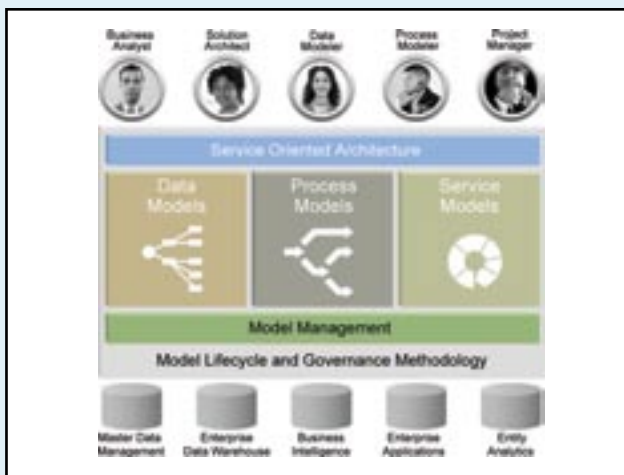 Business Analyst
Solution Architect
Data Modeler
Process Modeler
Project Manager
Service Oriented Architecture
Data Models
Process Models
Service Models
Model Management
Model Lifecycle and Governance Methodology
Master Data Management
Enterprise Data Warehouse
Business Intelligence
Enterprise Applications
Entity Analytics